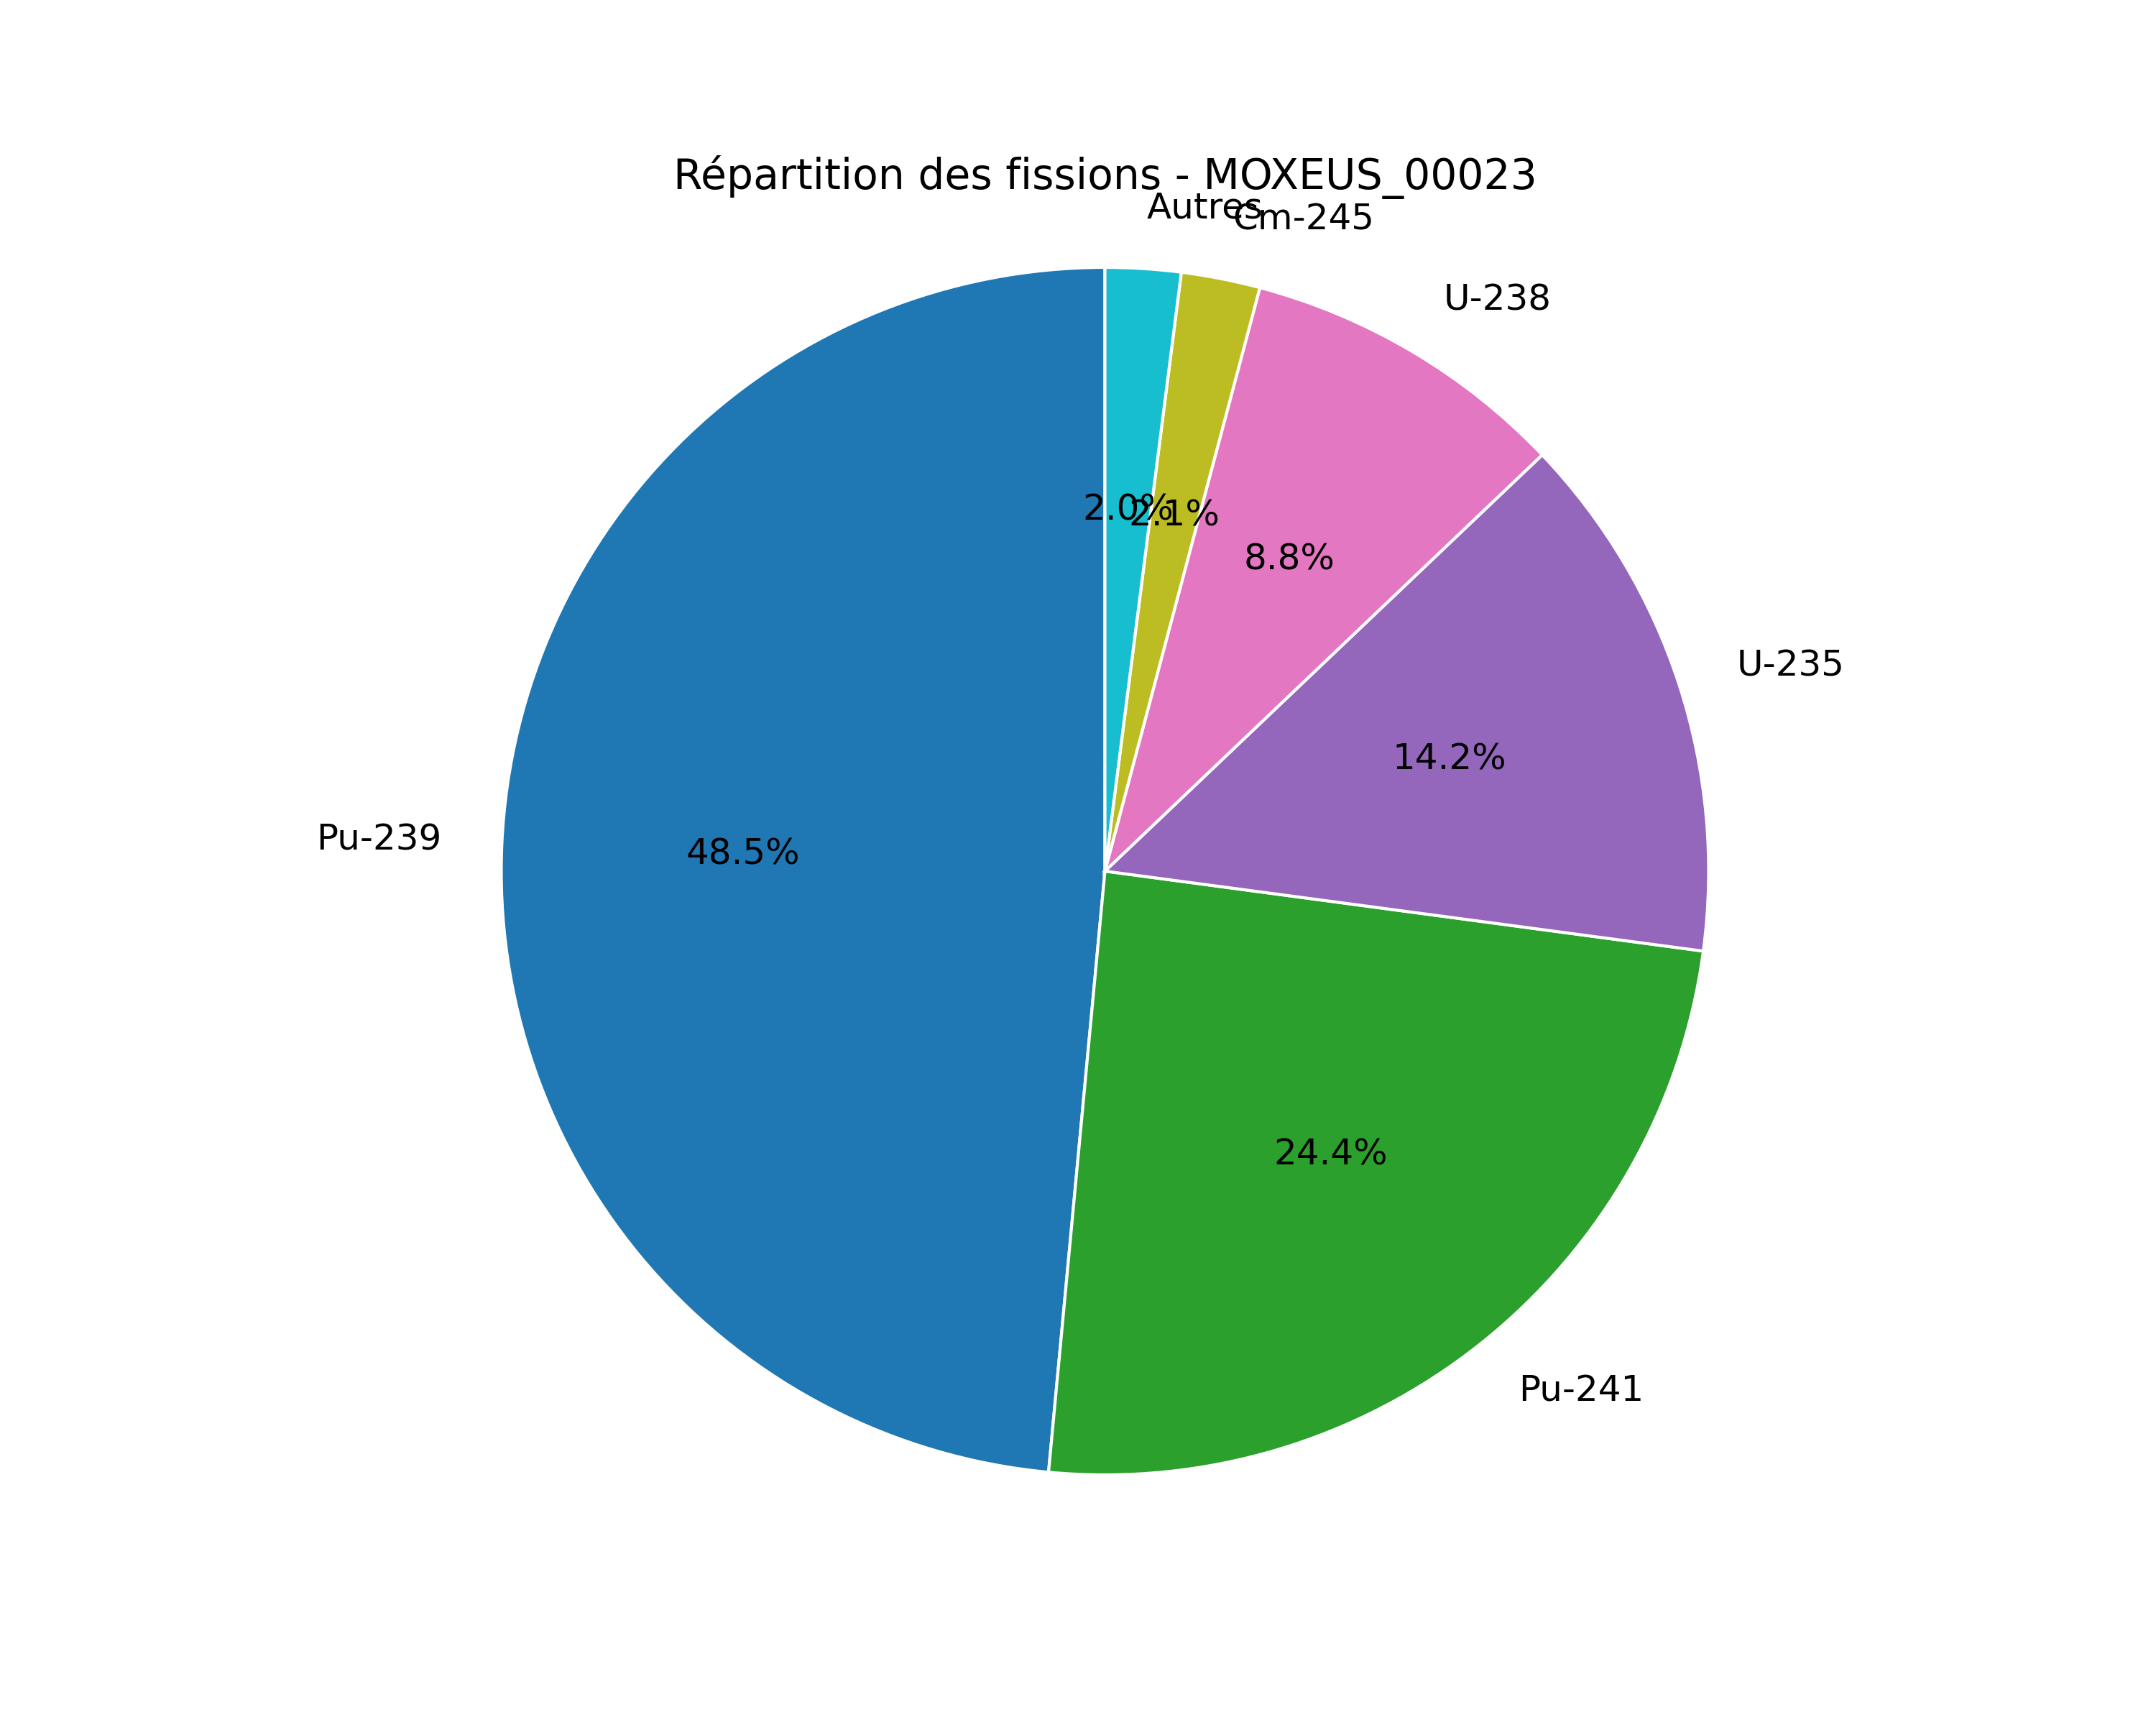 Répartition des fissions - MOXEUS_00023
Autres
Cm-245
U-238
U-235
Pu-239
Pu-241
2.0%
2.1%
8.8%
14.2%
48.5%
24.4%